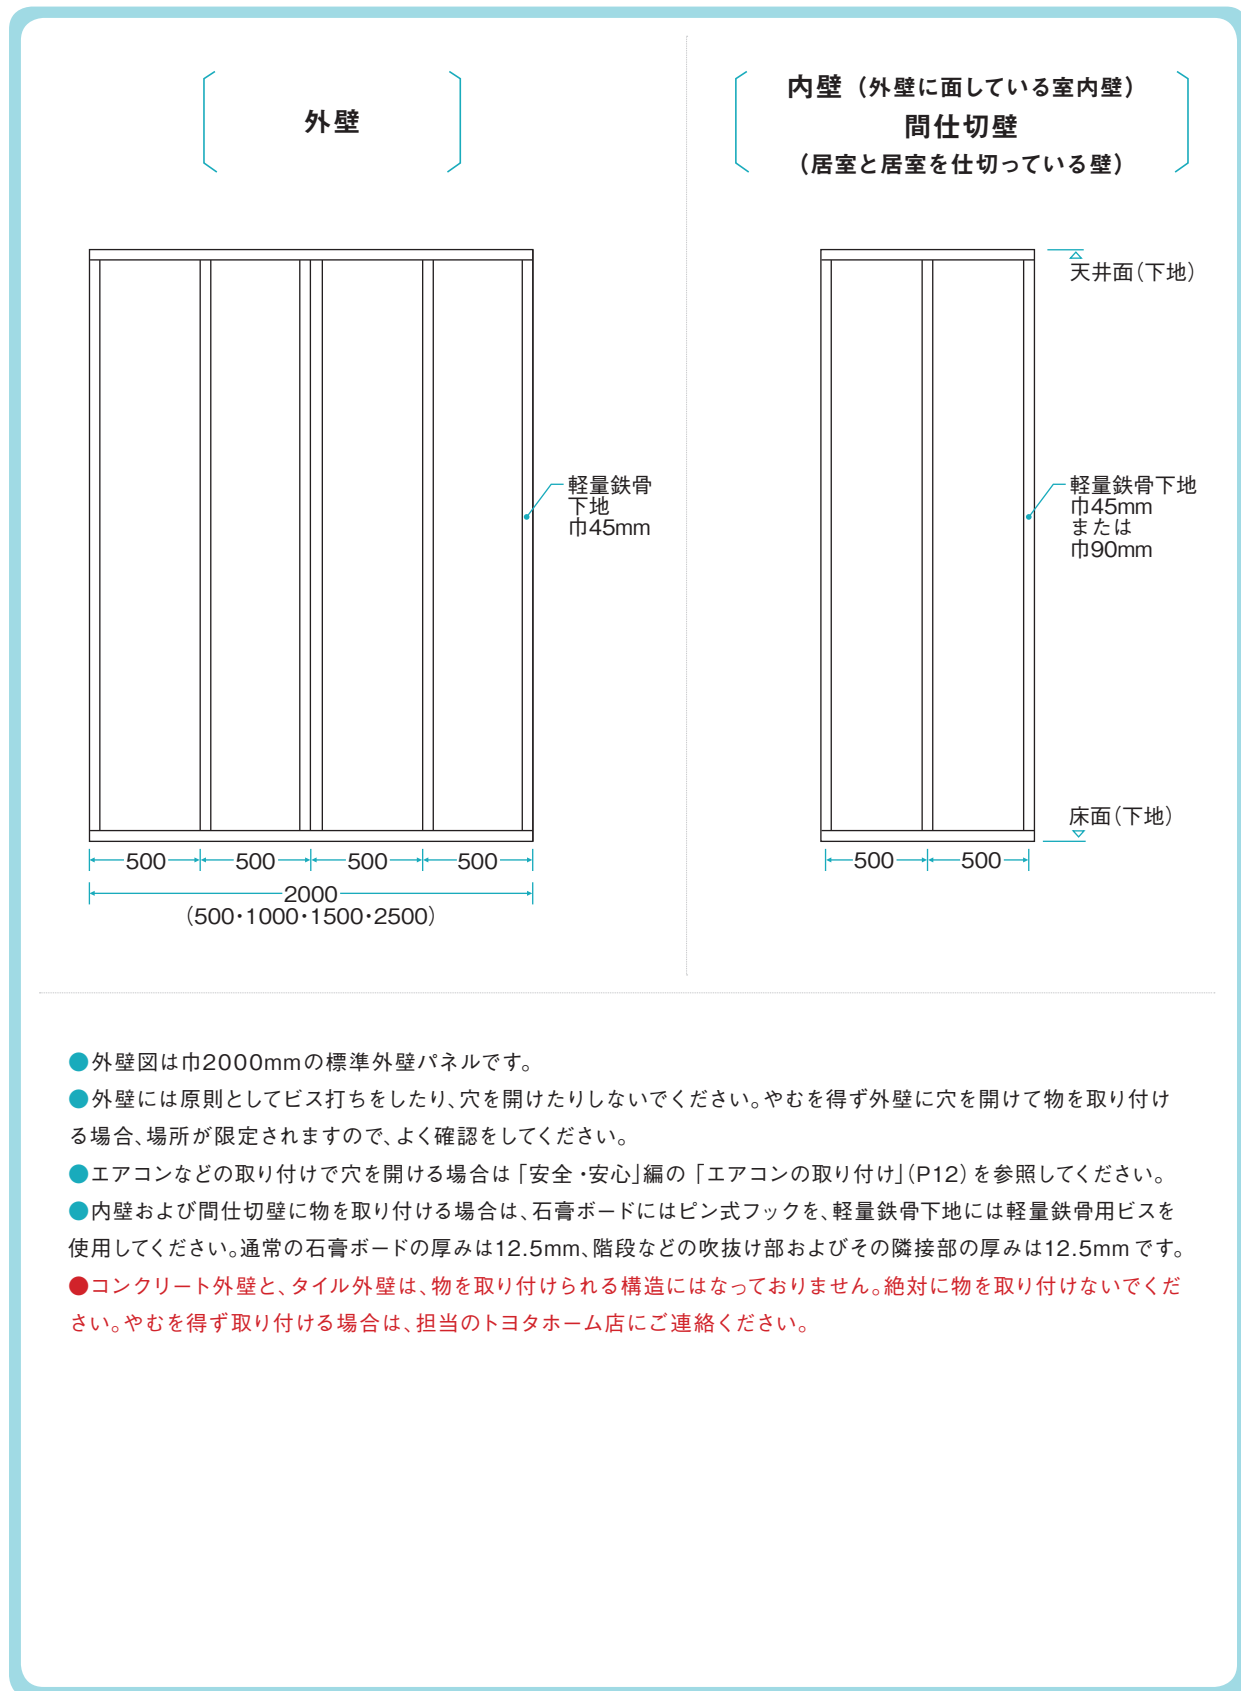 外壁
内壁（外壁に面している室内壁）
間仕切壁
（居室と居室を仕切っている壁）
天井面（下地）
軽量鉄骨
下地
巾45mm
軽量鉄骨下地
巾45mm
または
巾90mm
床面（下地）
500 500 500 500
2000
（500・1000・1500・2500）
500 500
●外壁図は巾2000mmの標準外壁パネルです。
●外壁には原則としてビス打ちをしたり、穴を開けたりしないでください。やむを得ず外壁に穴を開けて物を取り付け
る場合、場所が限定されますので、よく確認をしてください。
●エアコンなどの取り付けで穴を開ける場合は「安全・安心」編の「エアコンの取り付け」（P12）を参照してください。
●内壁および間仕切壁に物を取り付ける場合は、石膏ボードにはピン式フックを、軽量鉄骨下地には軽量鉄骨用ビスを
使用してください。通常の石膏ボードの厚みは12.5mm、階段などの吹抜け部およびその隣接部の厚みは12.5mmです。
●コンクリート外壁と、タイル外壁は、物を取り付けられる構造にはなっておりません。絶対に物を取り付けないでくだ
さい。やむを得ず取り付ける場合は、担当のトヨタホーム店にご連絡ください。